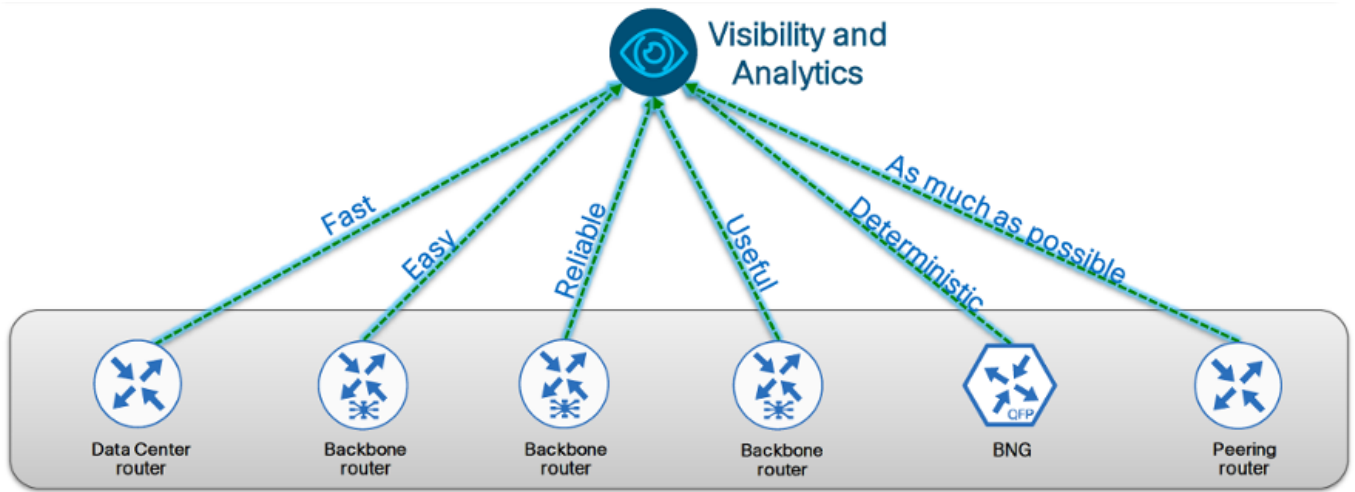 Visibility and
Analytics
Fast
Easy
Reliable
Useful
Deterministic
As much as possible
Data Center
router
Backbone
router
Backbone
router
Backbone
router
QFP
BNG
Peering
router